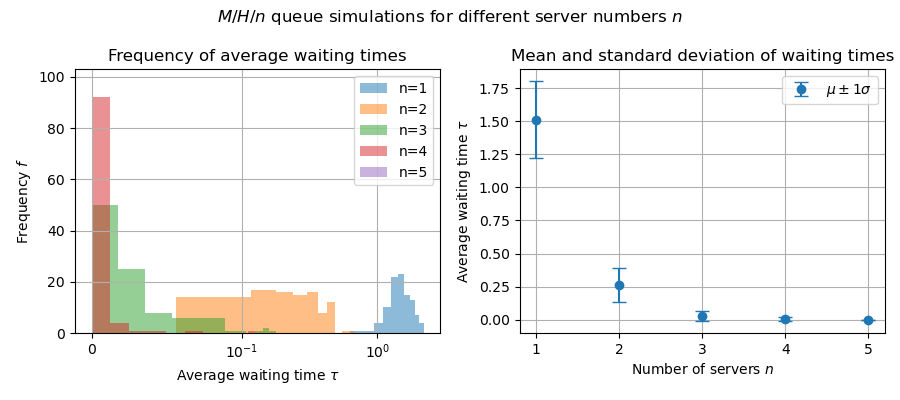 M/H/n queue simulations for different server numbers n
Frequency of average waiting times
100
80
60
40
20
0
Frequency f
0
10⁻¹
10⁰
Average waiting time τ
n=1
n=2
n=3
n=4
n=5
Mean and standard deviation of waiting times
1.75
1.50
1.25
1.00
0.75
0.50
0.25
0.00
Average waiting time τ
1
2
3
4
5
Number of servers n
μ ± 1σ